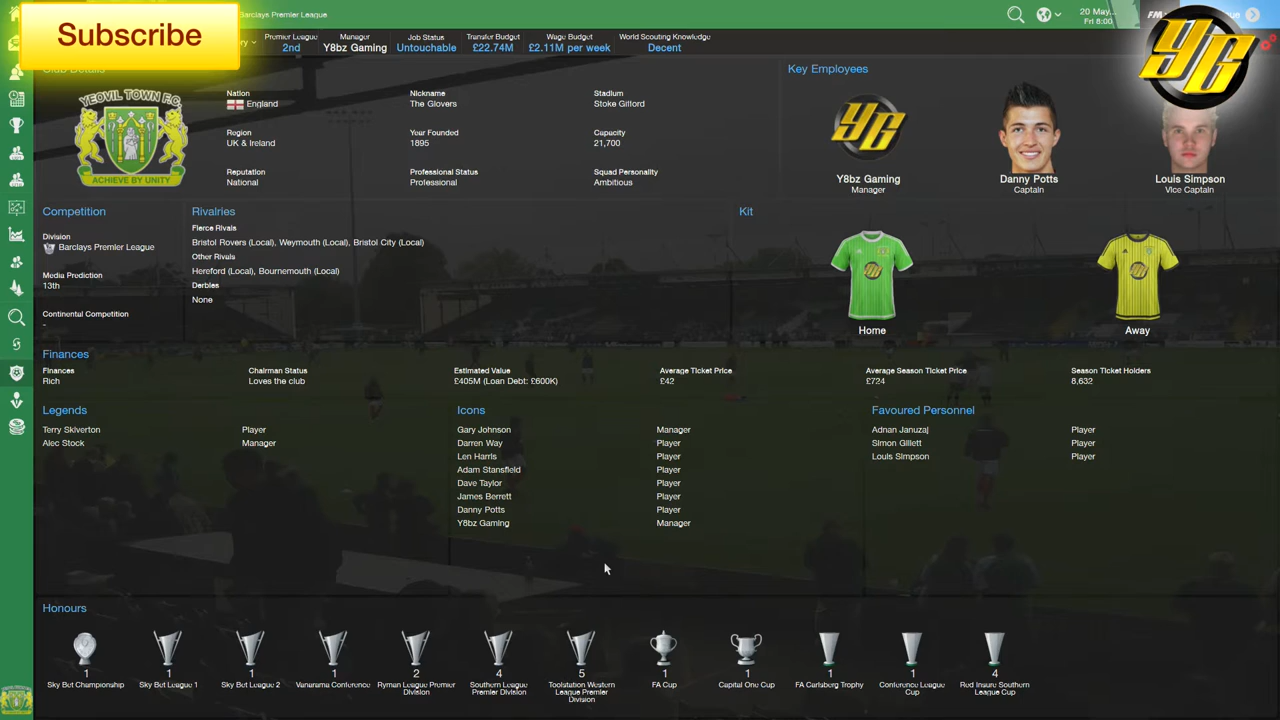 Subscribe
Barclays Premier League
20 May...
Fri 8:00
FM
YG
Premier League
2nd
Manager
Y8bz Gaming
Job Status
Untouchable
Transfer Budget
£22.74M
Wage Budget
£2.11M per week
World Scouting Knowledge
Decent
Club Details
YEOVIL TOWN F.C.
ACHIEVE BY UNITY
Nation
England
Nickname
The Glovers
Stadium
Stoke Gifford
Region
UK & Ireland
Year Founded
1895
Capacity
21,700
Reputation
National
Professional Status
Professional
Squad Personality
Ambitious
Key Employees
YG
Y8bz Gaming
Manager
Danny Potts
Captain
Louis Simpson
Vice Captain
Competition
Division
Barclays Premier League
Media Prediction
13th
Continental Competition
-
Rivalries
Fierce Rivals
Bristol Rovers (Local), Weymouth (Local), Bristol City (Local)
Other Rivals
Hereford (Local), Bournemouth (Local)
Derbies
None
Kit
Home
Away
Finances
Finances
Rich
Chairman Status
Loves the club
Estimated Value
£405M (Loan Debt: £600K)
Average Ticket Price
£42
Average Season Ticket Price
£724
Season Ticket Holders
8,632
Legends
Terry Skiverton Player
Alec Stock Manager
Icons
Gary Johnson Manager
Darren Way Player
Len Harris Player
Adam Stansfield Player
Dave Taylor Player
James Berrett Player
Danny Potts Player
Y8bz Gaming Manager
Favoured Personnel
Adnan Januzaj Player
Simon Gillett Player
Louis Simpson Player
Honours
1
Sky Bet Championship
1
Sky Bet League 1
1
Sky Bet League 2
1
Vanarama Conference
2
Ryman League Premier
Division
4
Southern League
Premier Division
5
Toolstation Western
League Premier
Division
1
FA Cup
1
Capital One Cup
1
FA Carlsberg Trophy
1
Conference League
Cup
4
Red Insure Southern
League Cup